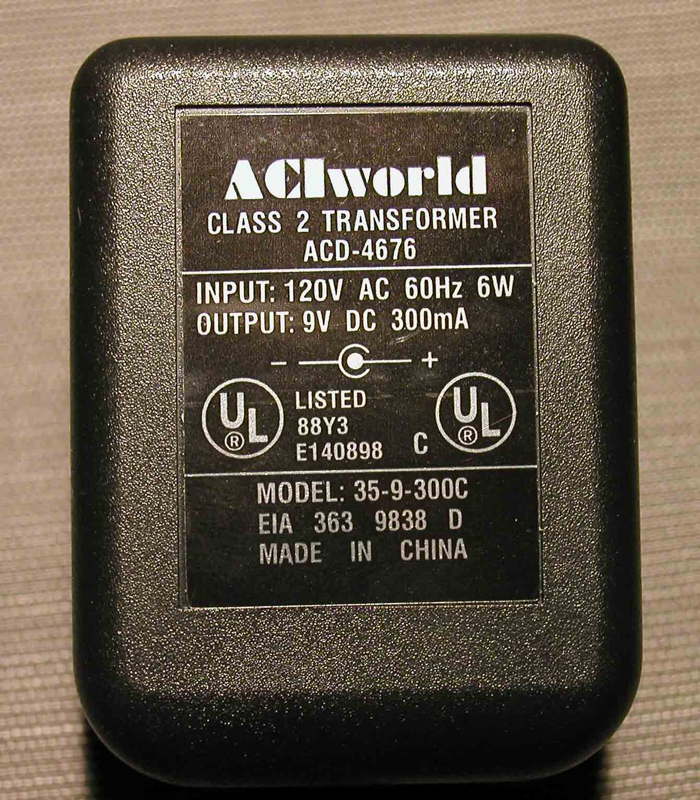 ACIworld
CLASS 2 TRANSFORMER
ACD-4676
INPUT: 120V AC 60Hz 6W
OUTPUT: 9V DC 300mA
- +
UL ® LISTED
88Y3
E140898
C UL ®
MODEL: 35-9-300C
EIA 363 9838 D
MADE IN CHINA